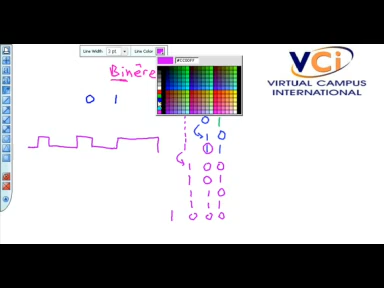 Line Width: 3 pt Line Color:
#CC00FF
Binêre
0 1
VCi
VIRTUAL CAMPUS
INTERNATIONAL
0 1
1 0
1 1
1 0 0
1 0 1
1 1 0
1 1 1
1 0 0 0